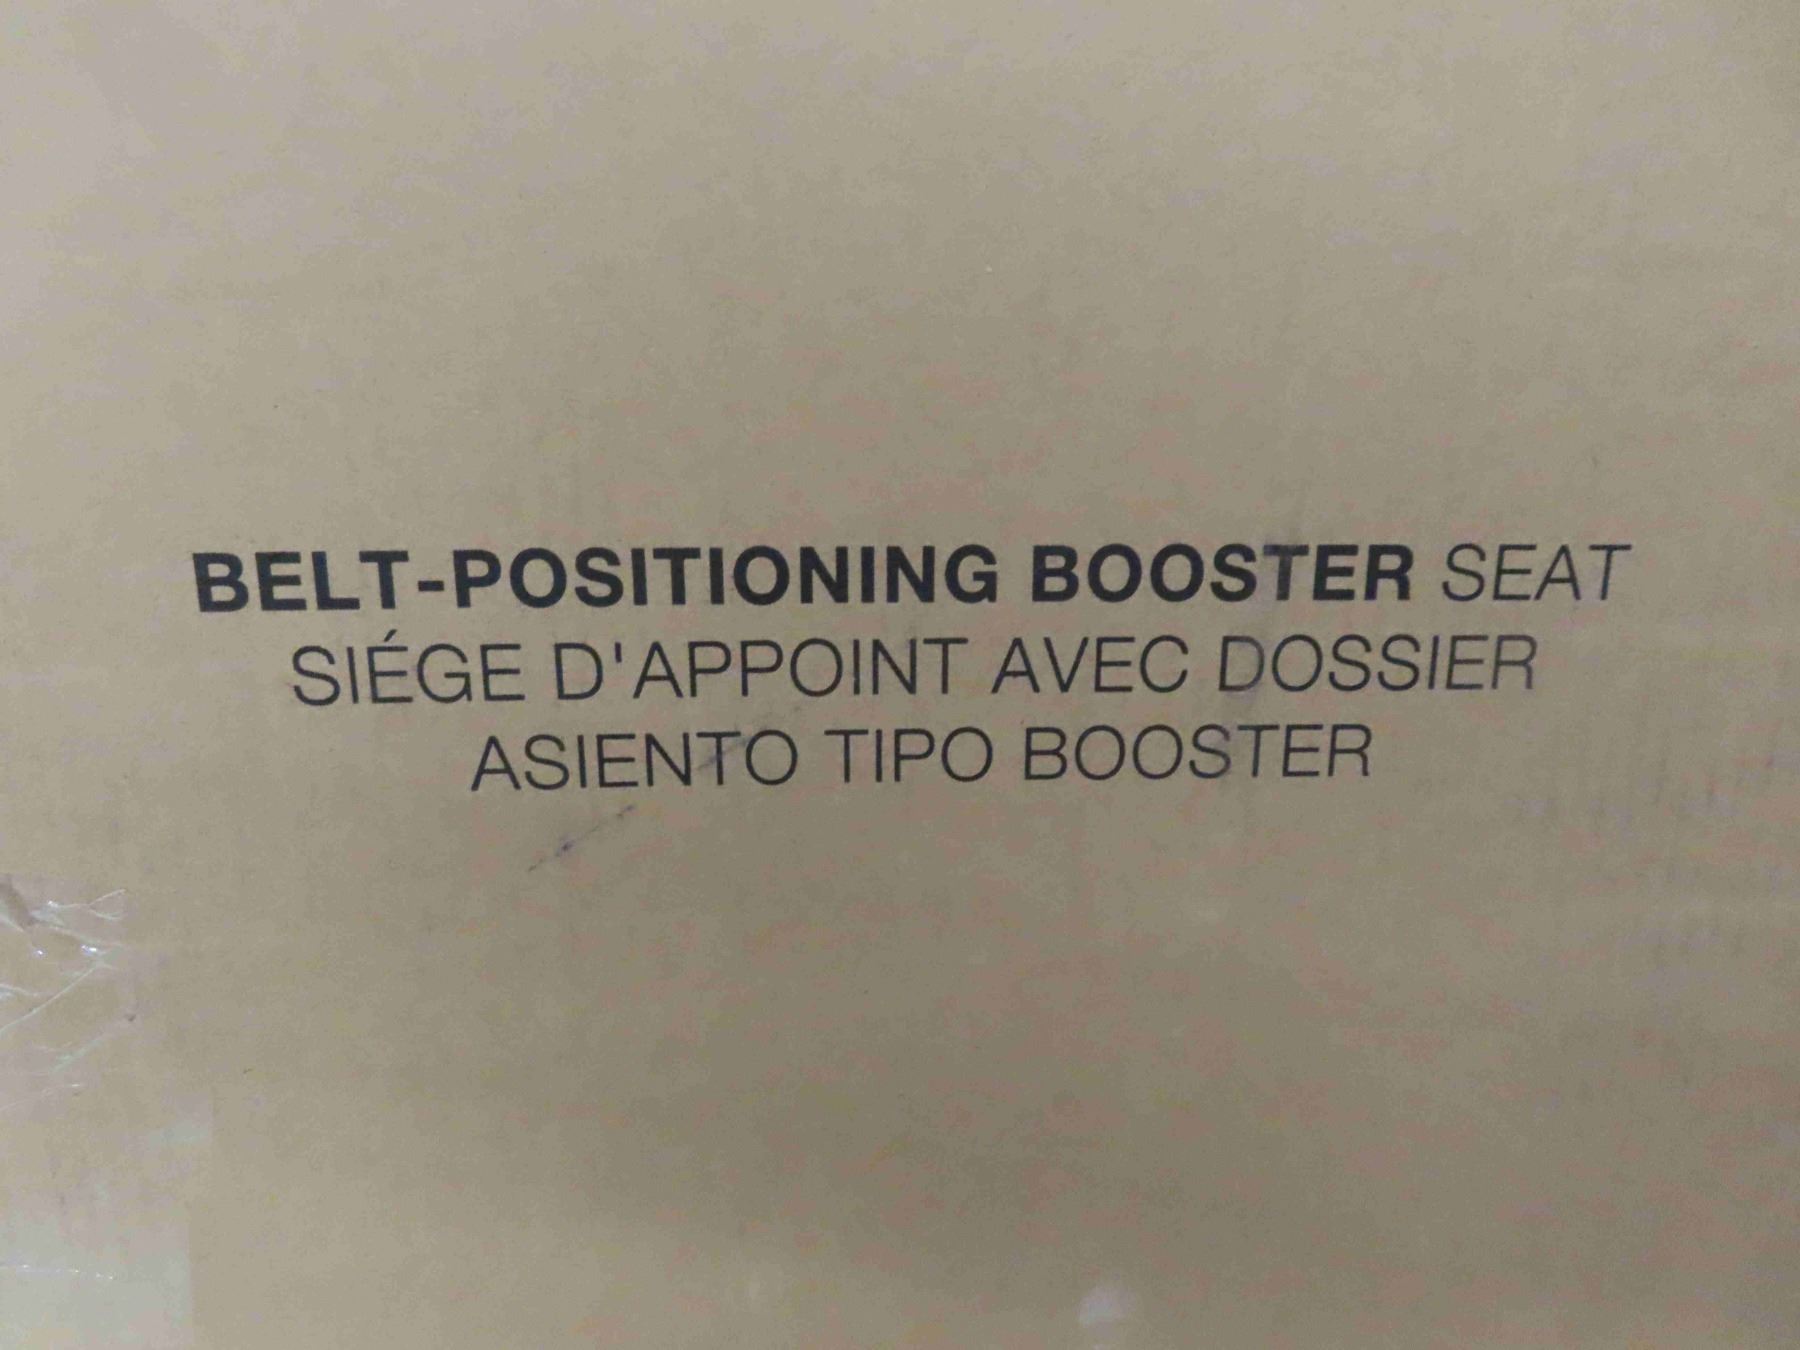 BELT-POSITIONING BOOSTER SEAT
SIÉGE D'APPOINT AVEC DOSSIER
ASIENTO TIPO BOOSTER